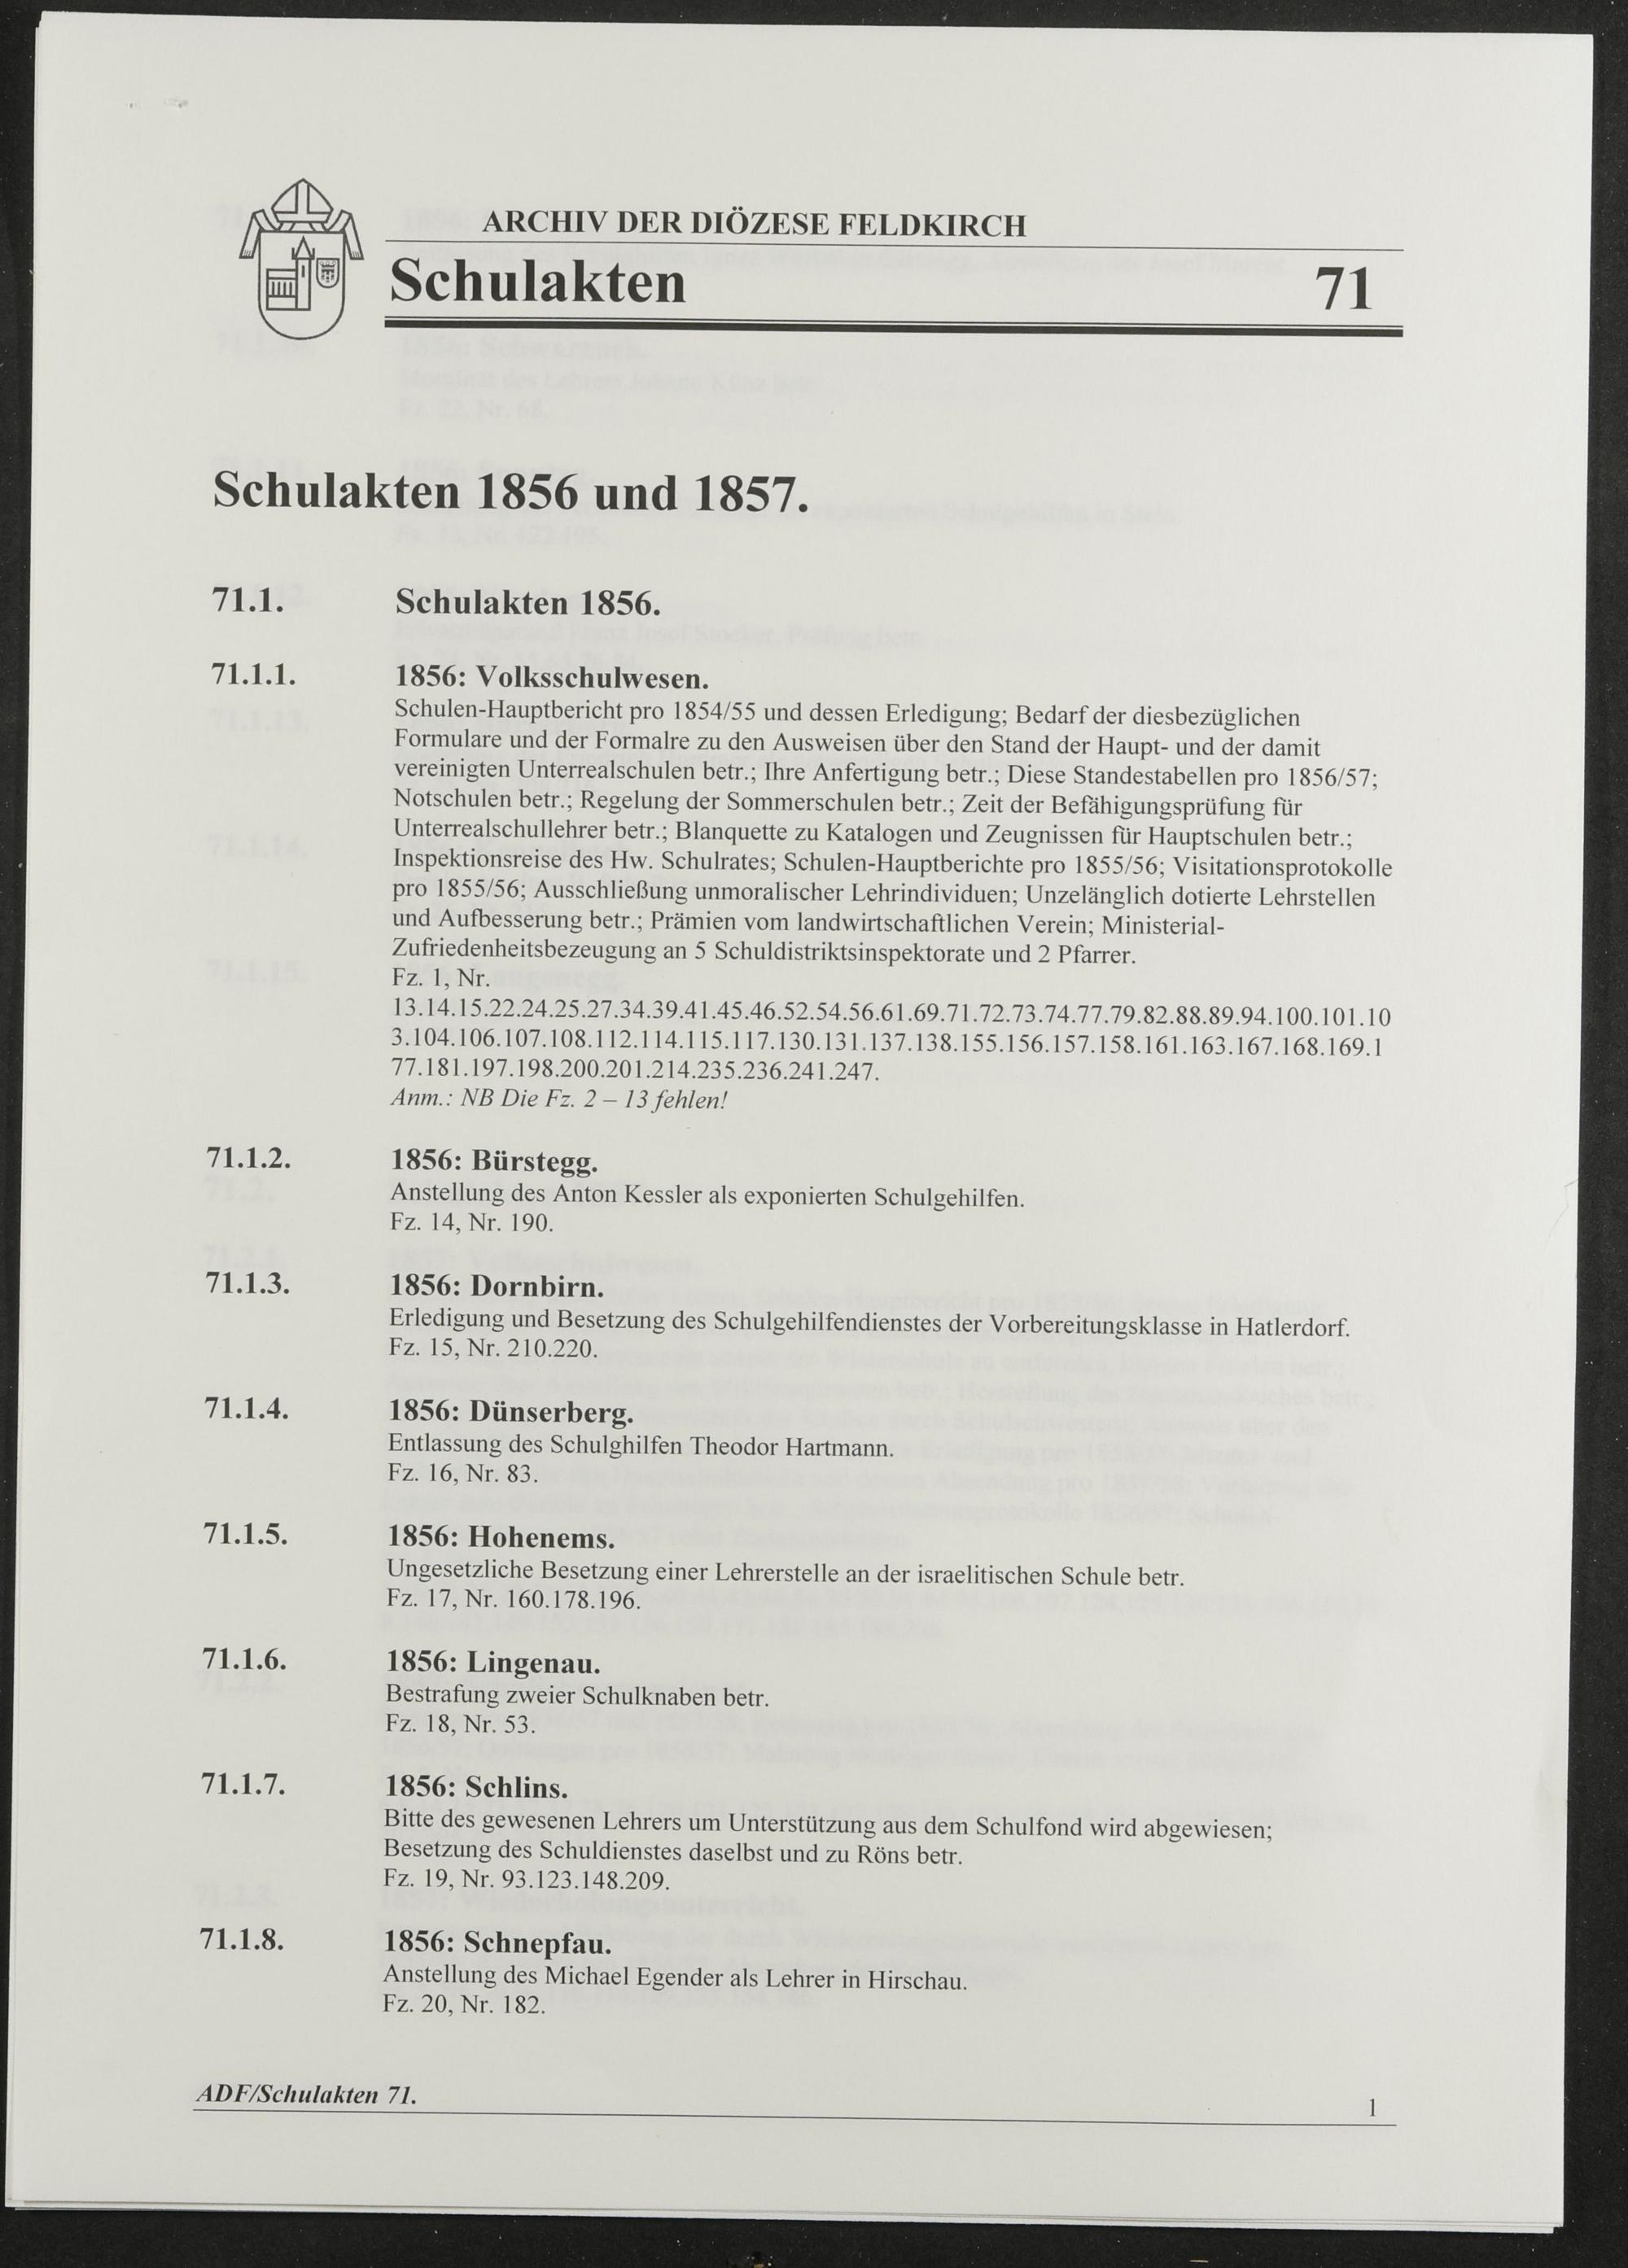 ARCHIV DER DIÖZESE FELDKIRCH
Schulakten 71
Schulakten 1856 und 1857.
71.1. Schulakten 1856.
71.1.1. 1856: Volksschulwesen.
Schulen-Hauptbericht pro 1854/55 und dessen Erledigung; Bedarf der diesbezüglichen
Formulare und der Formalre zu den Ausweisen über den Stand der Haupt- und der damit
vereinigten Unterrealschulen betr.; Ihre Anfertigung betr.; Diese Standestabellen pro 1856/57;
Notschulen betr.; Regelung der Sommerschulen betr.; Zeit der Befähigungsprüfung für
Unterrealschullehrer betr.; Blanquette zu Katalogen und Zeugnissen für Hauptschulen betr.;
Inspektionsreise des Hw. Schulrates; Schulen-Hauptberichte pro 1855/56; Visitationsprotokolle
pro 1855/56; Ausschließung unmoralischer Lehrindividuen; Unzelänglich dotierte Lehrstellen
und Aufbesserung betr.; Prämien vom landwirtschaftlichen Verein; Ministerial-
Zufriedenheitsbezeugung an 5 Schuldistriktsinspektorate und 2 Pfarrer.
Fz. 1, Nr.
13.14.15.22.24.25.27.34.39.41.45.46.52.54.56.61.69.71.72.73.74.77.79.82.88.89.94.100.101.10
3.104.106.107.108.112.114.115.117.130.131.137.138.155.156.157.158.161.163.167.168.169.1
77.181.197.198.200.201.214.235.236.241.247.
Anm.: NB Die Fz. 2 – 13 fehlen!
71.1.2. 1856: Bürstegg.
Anstellung des Anton Kessler als exponierten Schulgehilfen.
Fz. 14, Nr. 190.
71.1.3. 1856: Dornbirn.
Erledigung und Besetzung des Schulgehilfendienstes der Vorbereitungsklasse in Hatlerdorf.
Fz. 15, Nr. 210.220.
71.1.4. 1856: Dünserberg.
Entlassung des Schulghilfen Theodor Hartmann.
Fz. 16, Nr. 83.
71.1.5. 1856: Hohenems.
Ungesetzliche Besetzung einer Lehrerstelle an der israelitischen Schule betr.
Fz. 17, Nr. 160.178.196.
71.1.6. 1856: Lingenau.
Bestrafung zweier Schulknaben betr.
Fz. 18, Nr. 53.
71.1.7. 1856: Schlins.
Bitte des gewesenen Lehrers um Unterstützung aus dem Schulfond wird abgewiesen;
Besetzung des Schuldienstes daselbst und zu Röns betr.
Fz. 19, Nr. 93.123.148.209.
71.1.8. 1856: Schnepfau.
Anstellung des Michael Egender als Lehrer in Hirschau.
Fz. 20, Nr. 182.
ADF/Schulakten 71. 1